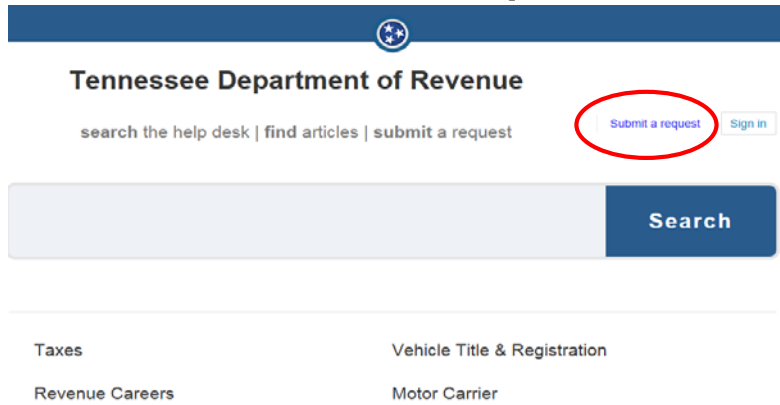 Tennessee Department of Revenue
search the help desk | find articles | submit a request
Submit a request Sign in
Search
Taxes
Vehicle Title & Registration
Revenue Careers
Motor Carrier